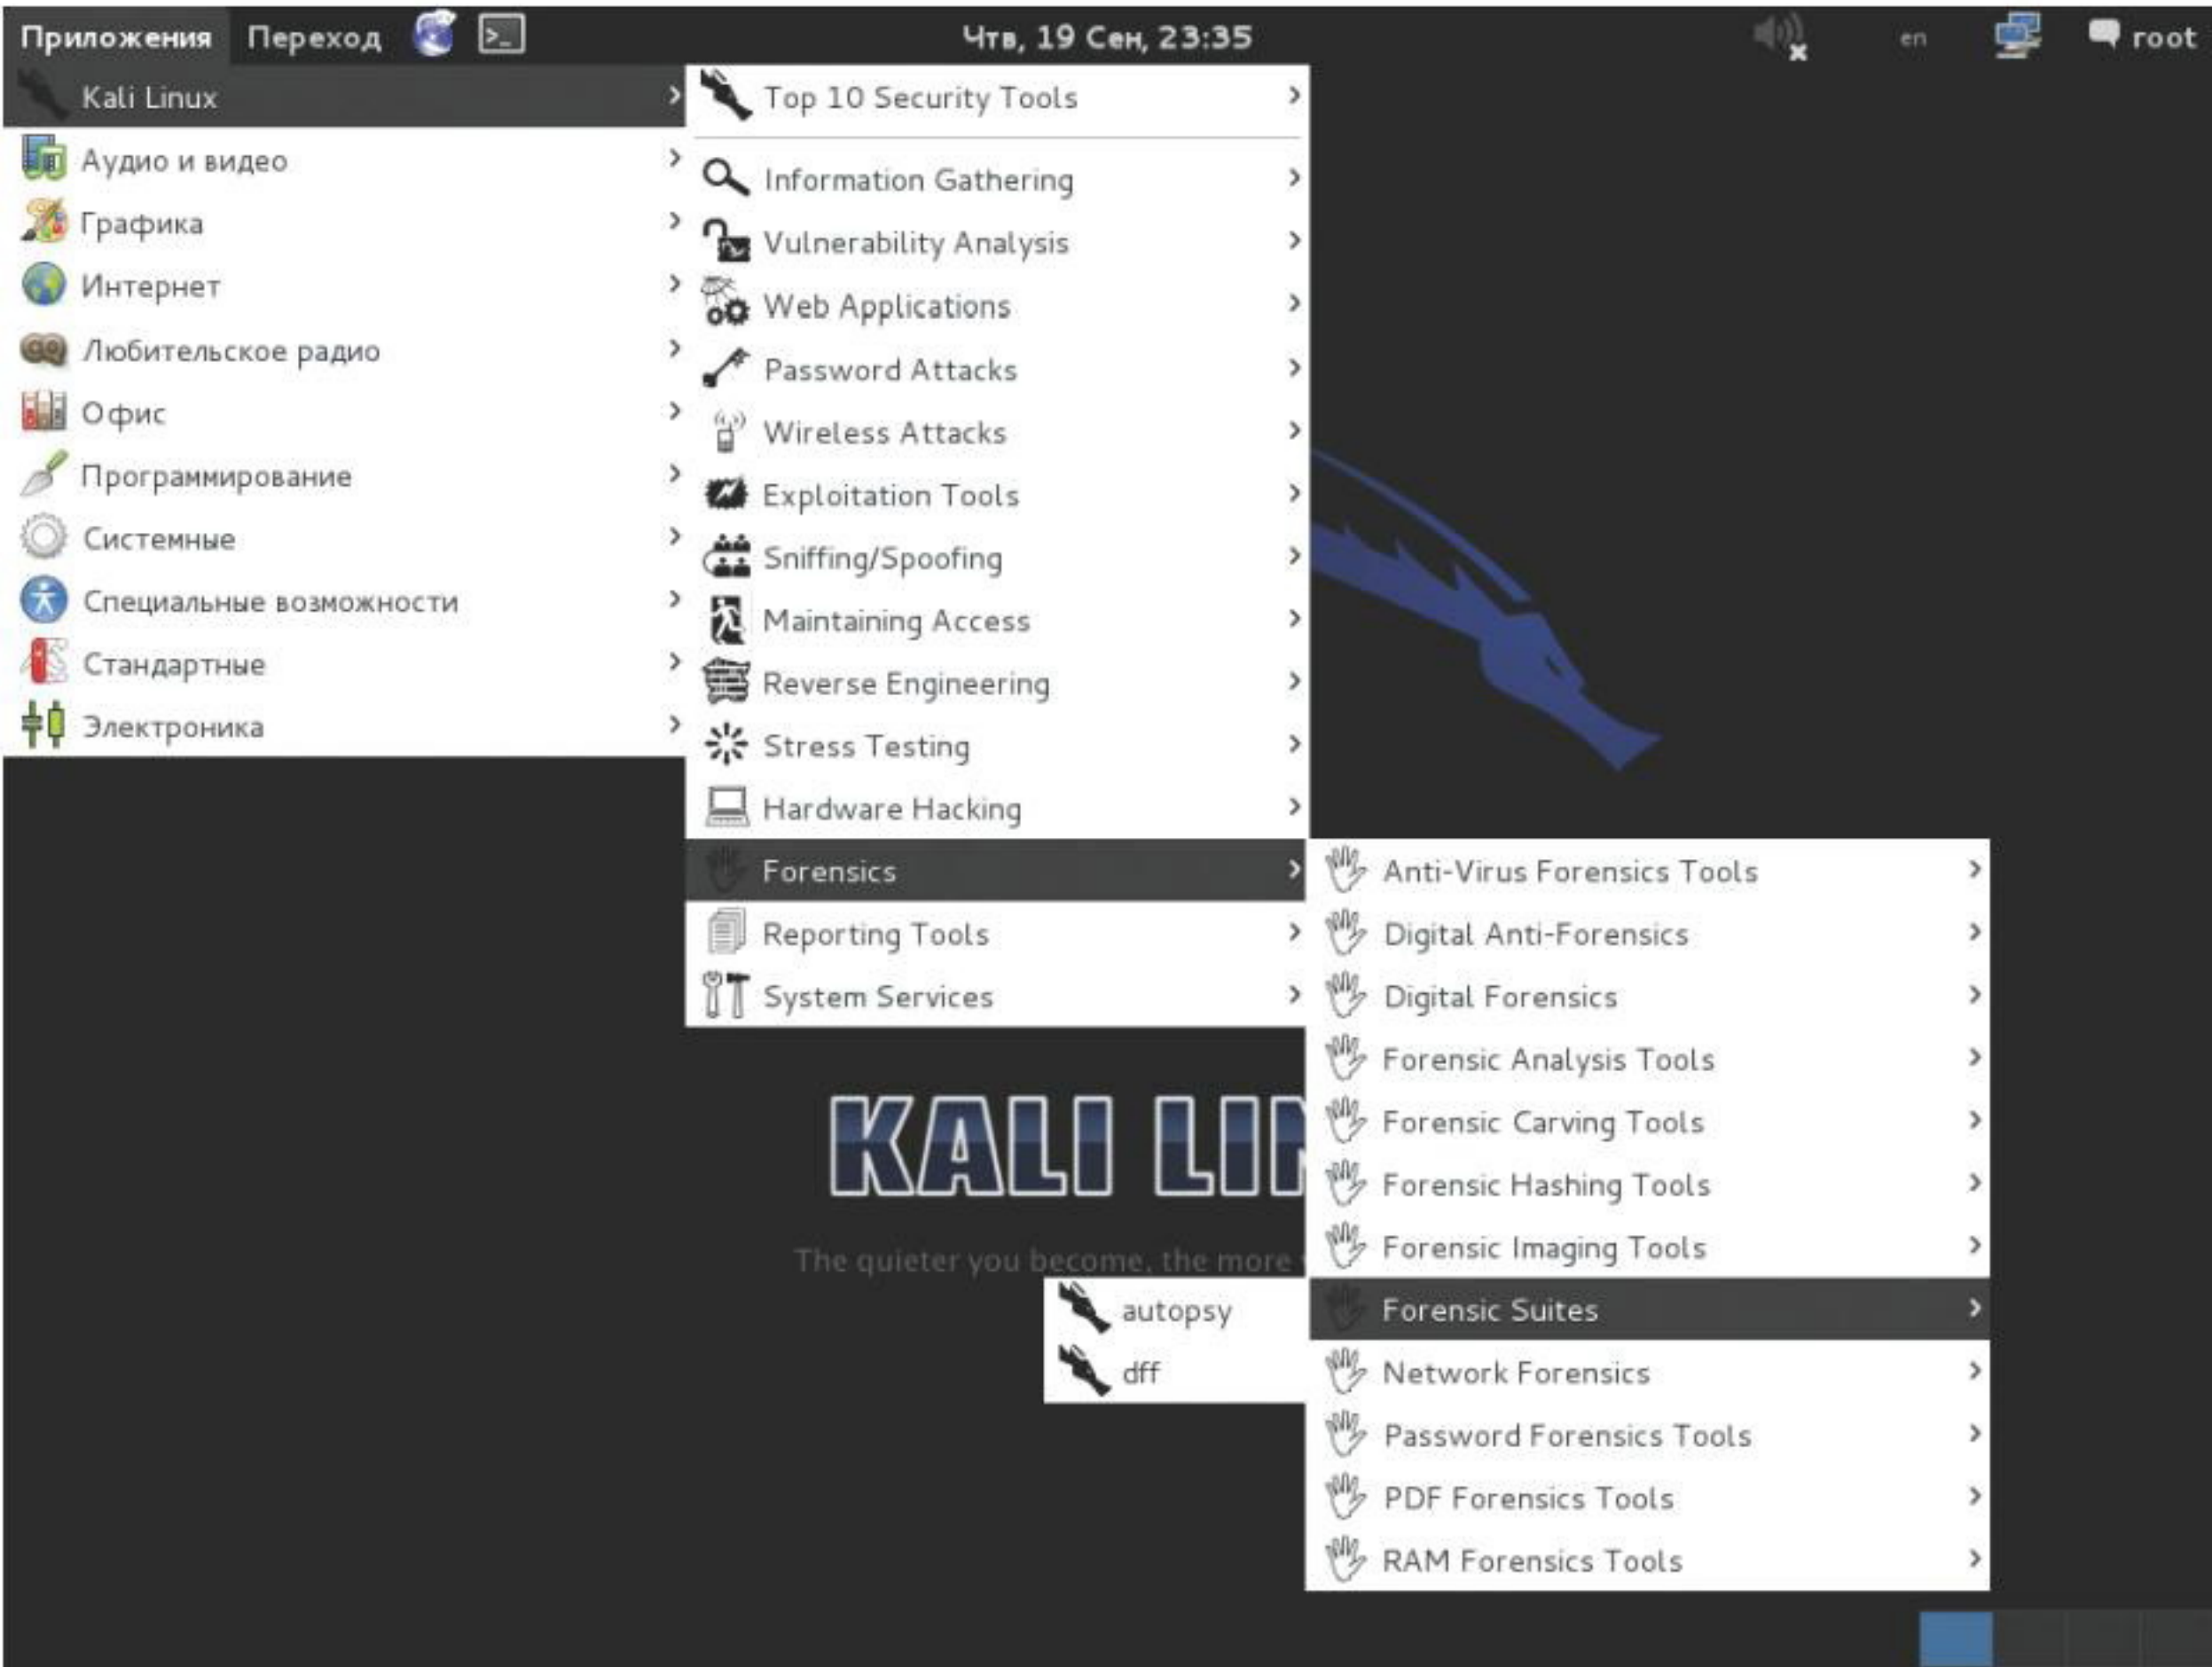 Приложения Переход Чтв, 19 Сен, 23:35 en root
Kali Linux
Аудио и видео
Графика
Интернет
Любительское радио
Офис
Программирование
Системные
Специальные возможности
Стандартные
Электроника
Top 10 Security Tools
Information Gathering
Vulnerability Analysis
Web Applications
Password Attacks
Wireless Attacks
Exploitation Tools
Sniffing/Spoofing
Maintaining Access
Reverse Engineering
Stress Testing
Hardware Hacking
Forensics
Reporting Tools
System Services
Anti-Virus Forensics Tools
Digital Anti-Forensics
Digital Forensics
Forensic Analysis Tools
Forensic Carving Tools
Forensic Hashing Tools
Forensic Imaging Tools
Forensic Suites
Network Forensics
Password Forensics Tools
PDF Forensics Tools
RAM Forensics Tools
autopsy
dff
KALI LIN
The quieter you become, the more